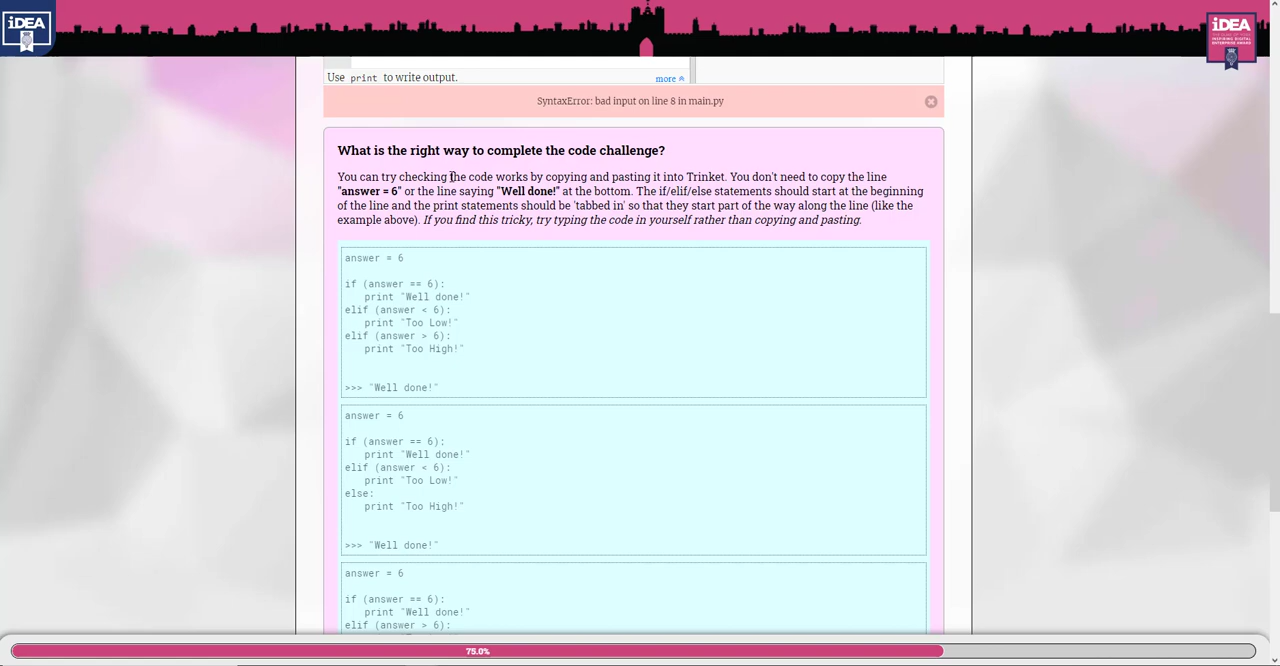 iDEA
iDEA
INSPIRING DIGITAL
ENTERPRISE AWARD
Use print to write output.
more
SyntaxError: bad input on line 8 in main.py
What is the right way to complete the code challenge?
You can try checking the code works by copying and pasting it into Trinket. You don't need to copy the line
"answer = 6" or the line saying "Well done!" at the bottom. The if/elif/else statements should start at the beginning
of the line and the print statements should be 'tabbed in' so that they start part of the way along the line (like the
example above). If you find this tricky, try typing the code in yourself rather than copying and pasting.
answer = 6
if (answer == 6):
print "Well done!"
elif (answer < 6):
print "Too Low!"
elif (answer > 6):
print "Too High!"
>>> "Well done!"
answer = 6
if (answer == 6):
print "Well done!"
elif (answer < 6):
print "Too Low!"
else:
print "Too High!"
>>> "Well done!"
answer = 6
if (answer == 6):
print "Well done!"
elif (answer > 6):
75.0%